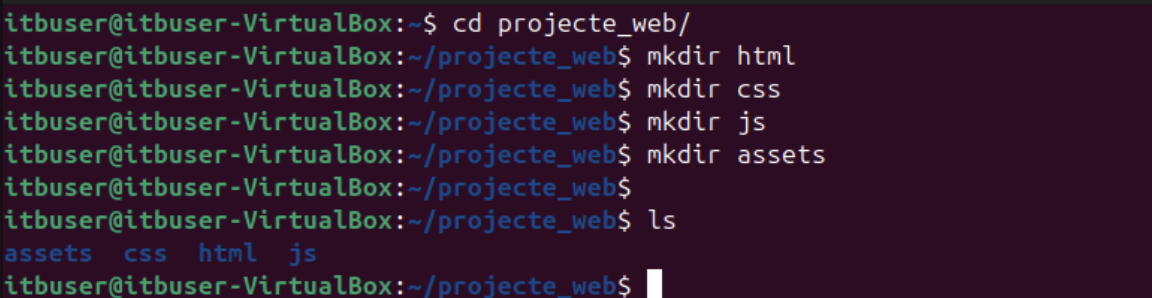 itbuser@itbuser-VirtualBox:~$ cd projecte_web/
itbuser@itbuser-VirtualBox:~/projecte_web$ mkdir html
itbuser@itbuser-VirtualBox:~/projecte_web$ mkdir css
itbuser@itbuser-VirtualBox:~/projecte_web$ mkdir js
itbuser@itbuser-VirtualBox:~/projecte_web$ mkdir assets
itbuser@itbuser-VirtualBox:~/projecte_web$
itbuser@itbuser-VirtualBox:~/projecte_web$ ls
assets  css  html  js
itbuser@itbuser-VirtualBox:~/projecte_web$